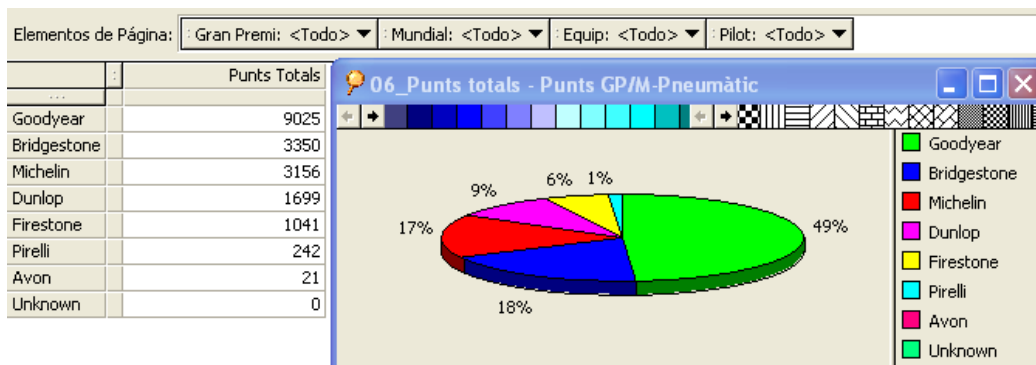 Elementos de Página: Gran Premi: <Todo> Mundial: <Todo> Equip: <Todo> Pilot: <Todo>
Punts Totals
...
Goodyear 9025
Bridgestone 3350
Michelin 3156
Dunlop 1699
Firestone 1041
Pirelli 242
Avon 21
Unknown 0
06_Punts totals - Punts GP/M-Pneumàtic
9% 6% 1%
17% 49%
18%
Goodyear
Bridgestone
Michelin
Dunlop
Firestone
Pirelli
Avon
Unknown